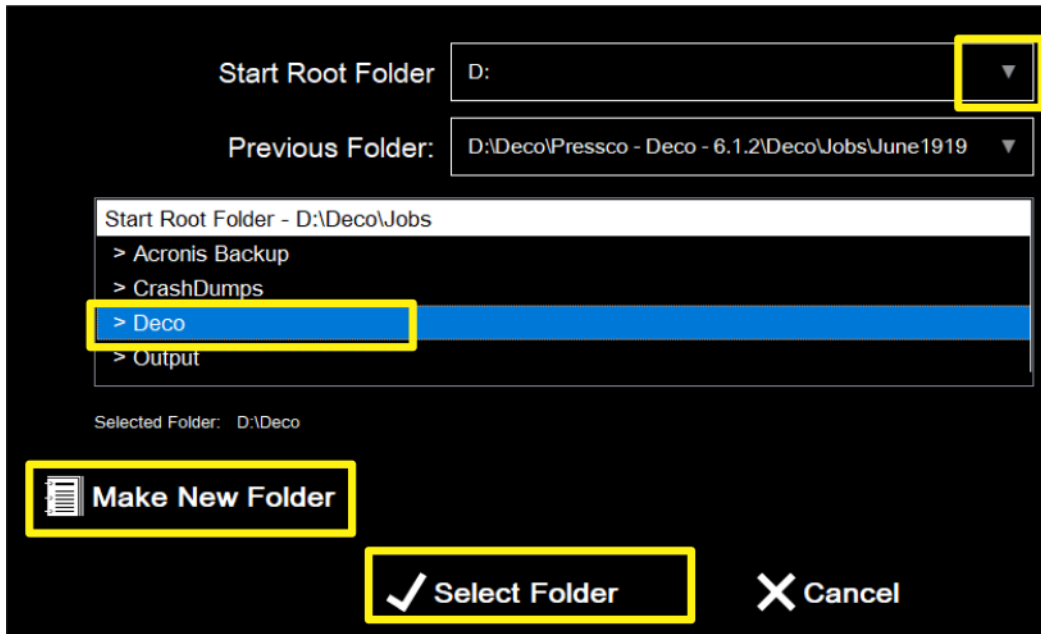 Start Root Folder D:
Previous Folder: D:\Deco\Pressco - Deco - 6.1.2\Deco\Jobs\June1919
Start Root Folder - D:\Deco\Jobs
> Acronis Backup
> CrashDumps
> Deco
> Output
Selected Folder: D:\Deco
Make New Folder
Select Folder Cancel